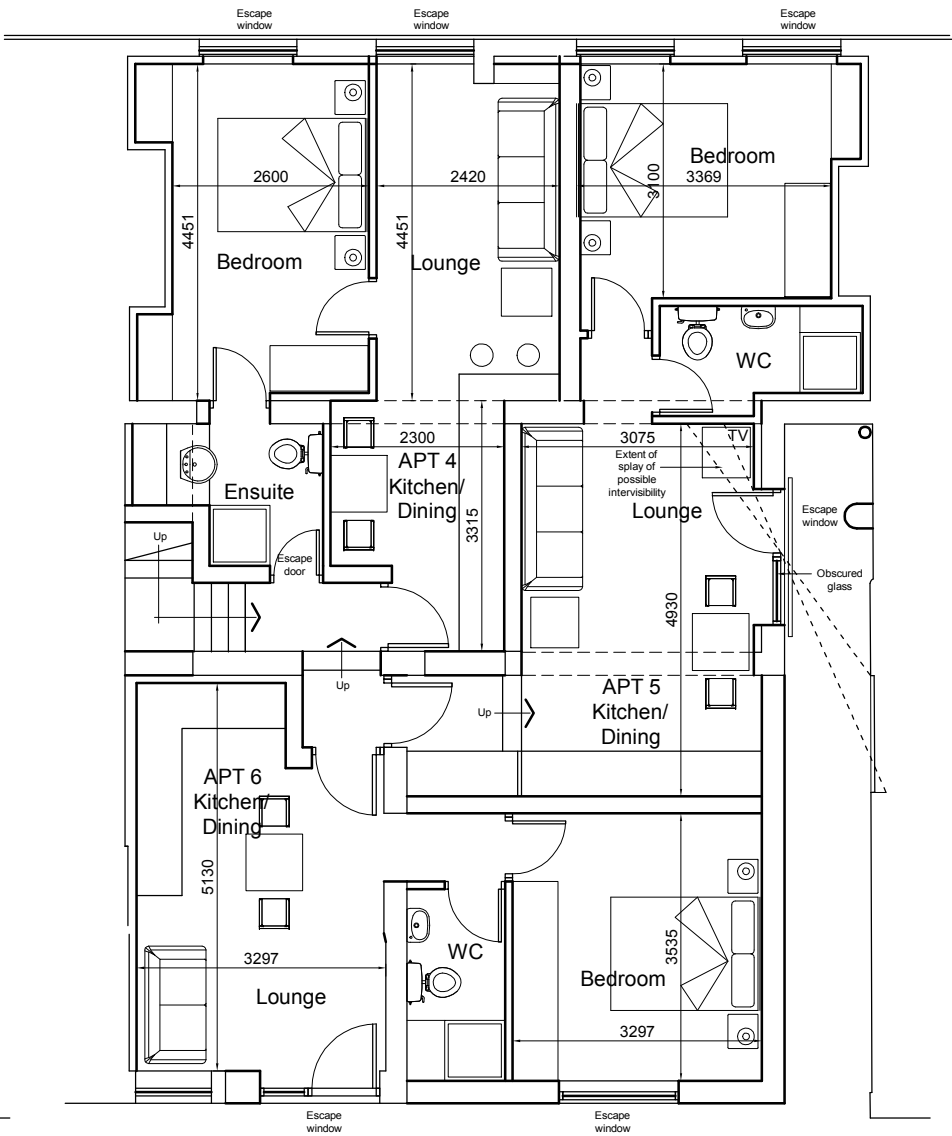 Escape
window
Escape
window
Escape
window
2600
2420
Bedroom
3369
3100
4451
4451
Bedroom
Lounge
WC
2300
3075
TV
APT 4
Kitchen/
Dining
Extent of
splay of
possible
intervisibility
Ensuite
Lounge
Escape
window
3315
Up
Escape
door
Obscured
glass
4930
Up
APT 5
Kitchen/
Dining
Up
APT 6
Kitchen/
Dining
5130
3535
WC
3297
Bedroom
Lounge
3297
Escape
window
Escape
window